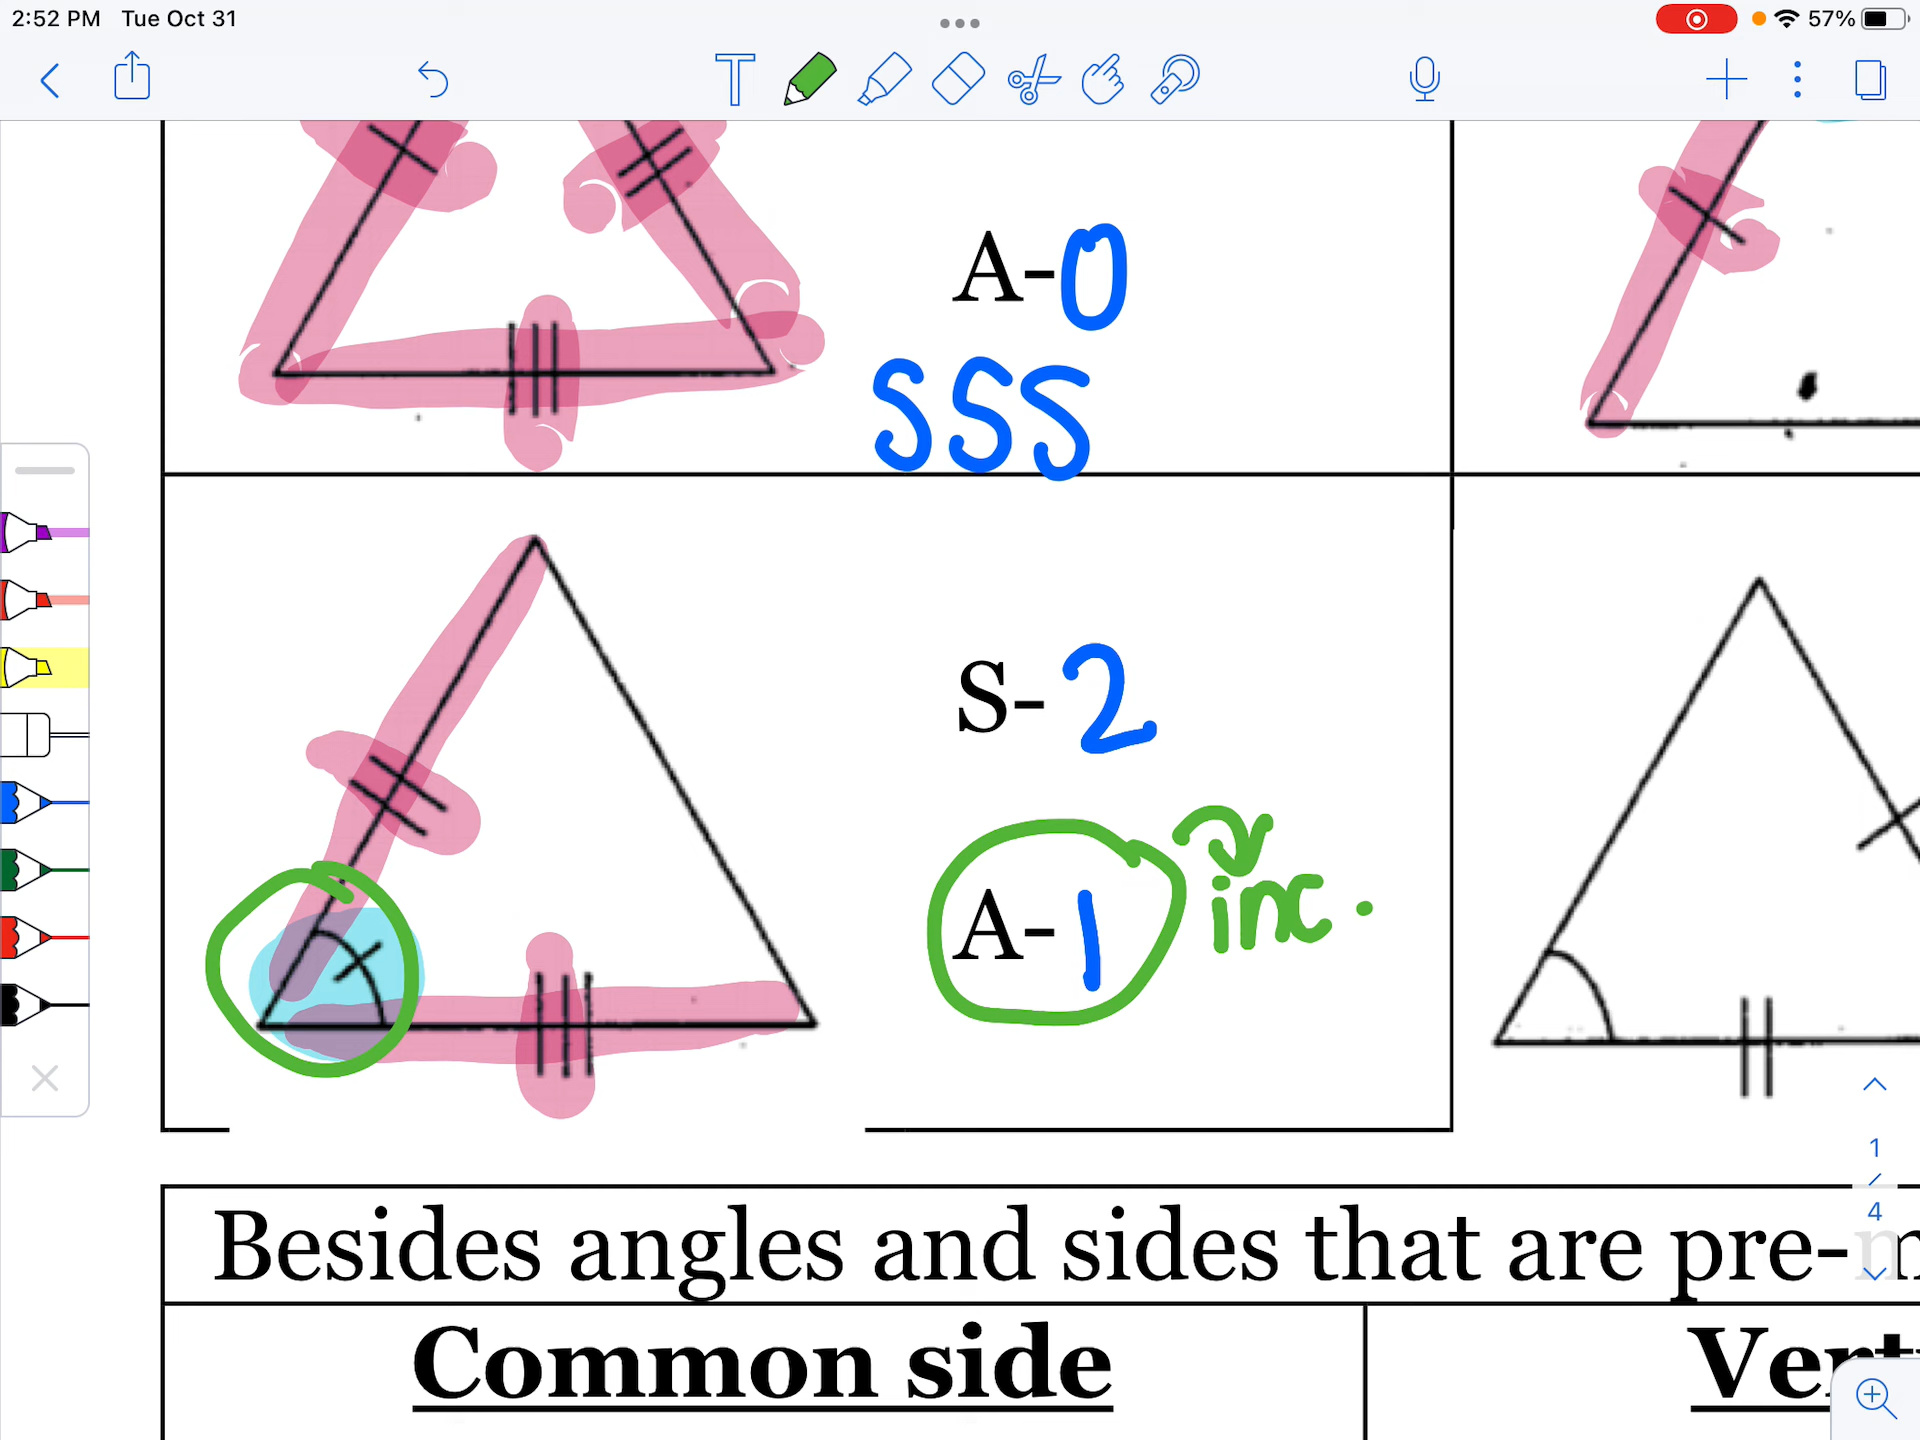 2:52 PM Tue Oct 31
57%
T
A-0
SSS
S-2
A-1 inc.
1
/
4
Besides angles and sides that are pre-m
Common side
Vert